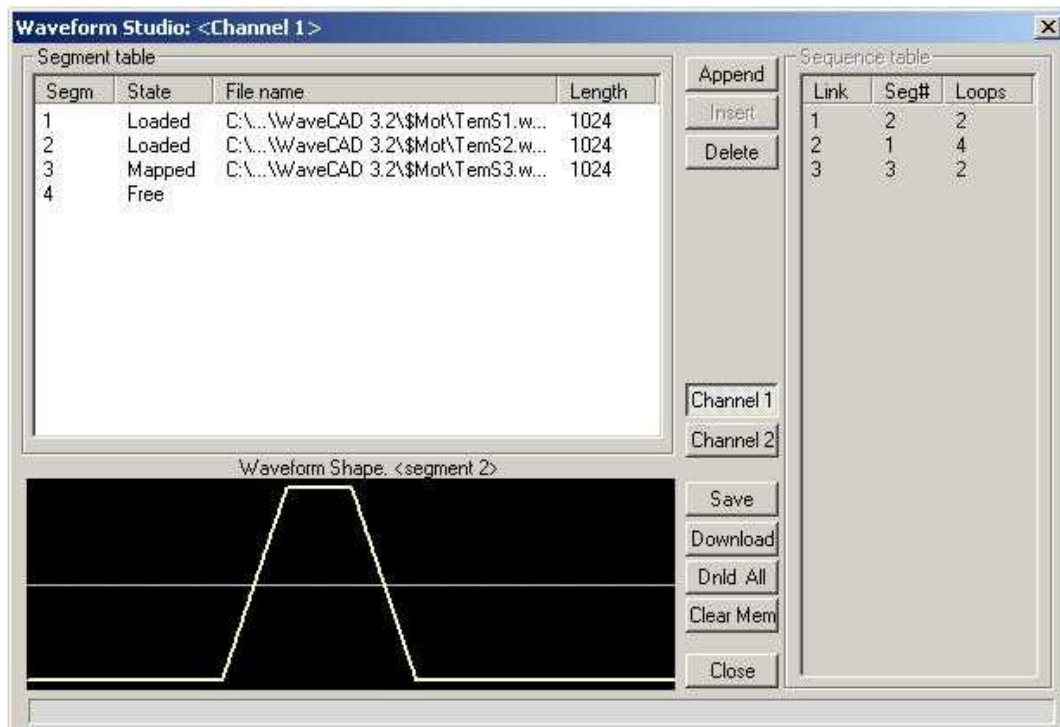 Waveform Studio: <Channel 1>
Segment table
Segm State File name Length
1 Loaded C:\...\WaveCAD 3.2\$Mot\TemS1.w... 1024
2 Loaded C:\...\WaveCAD 3.2\$Mot\TemS2.w... 1024
3 Mapped C:\...\WaveCAD 3.2\$Mot\TemS3.w... 1024
4 Free
Append
Insert
Delete
Channel 1
Channel 2
Sequence table
Link Seg# Loops
1 2 2
2 1 4
3 3 2
Waveform Shape. <segment 2>
Save
Download
Dnld All
Clear Mem
Close